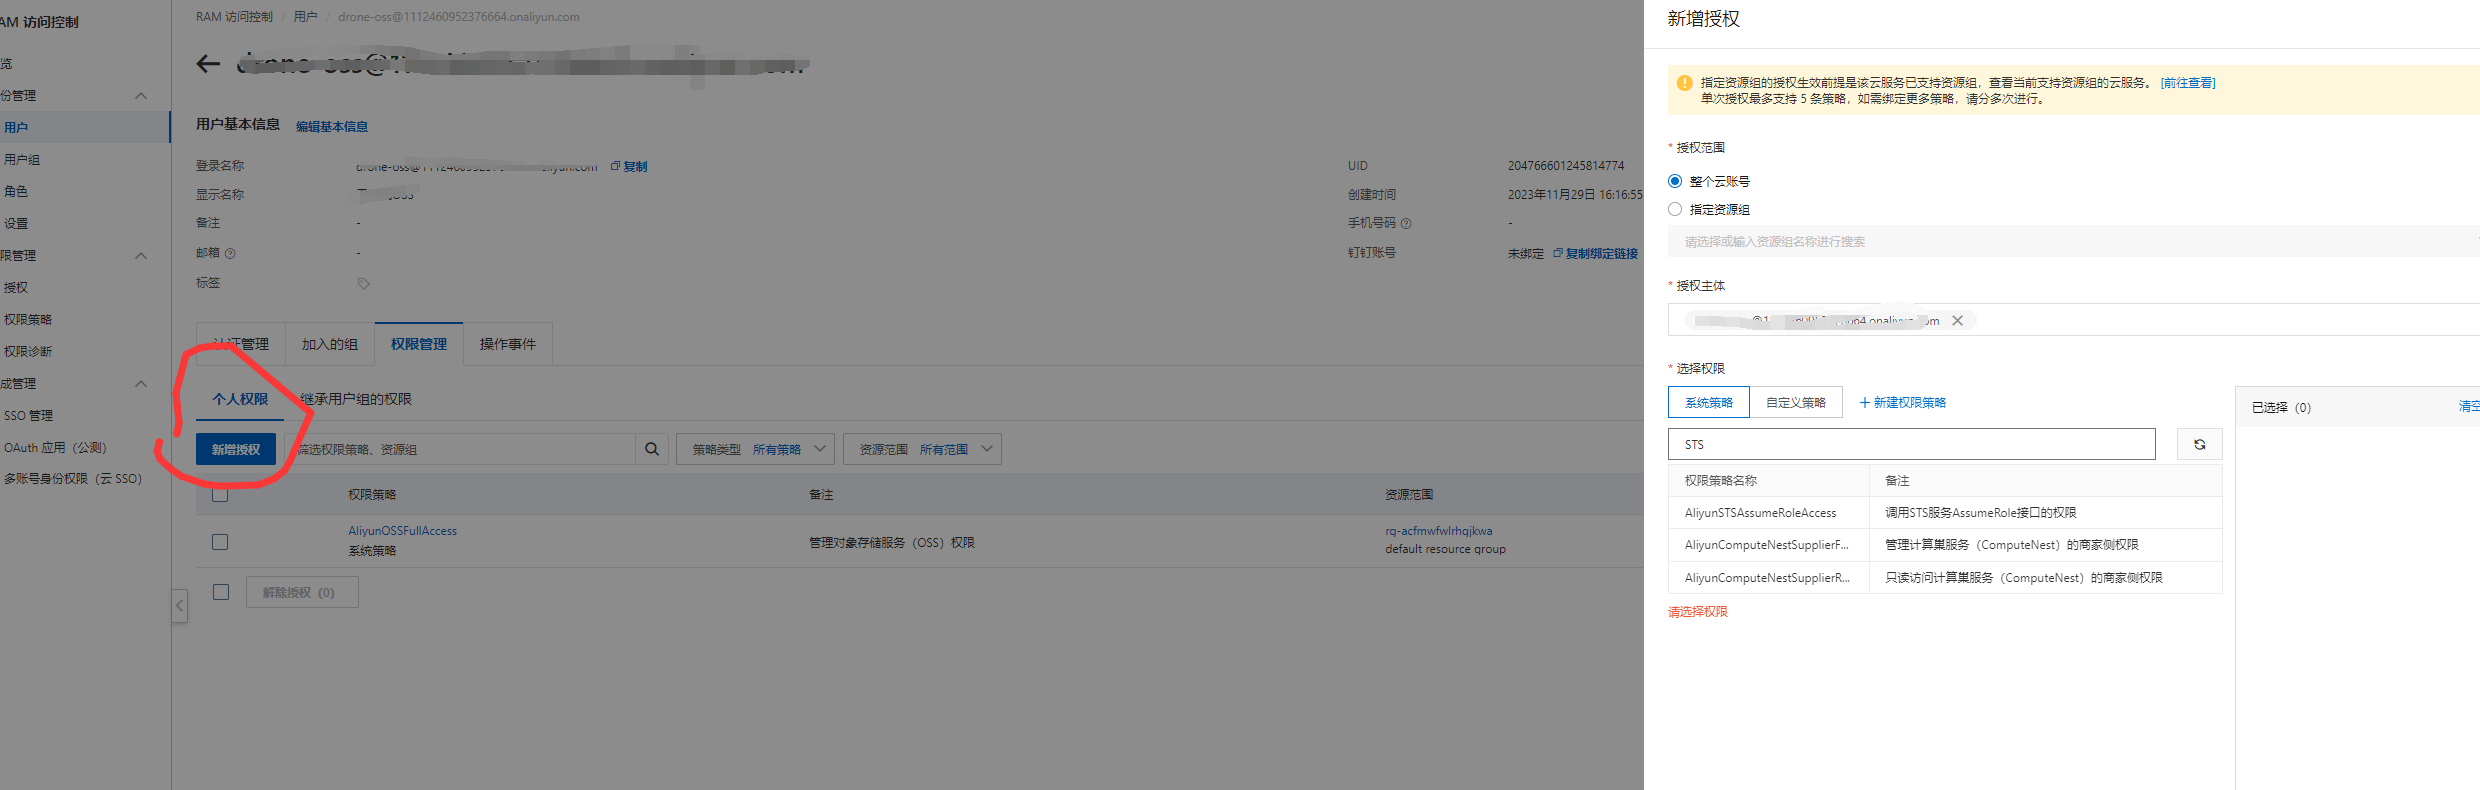 AM 访问控制
览
份管理
用户
用户组
角色
设置
限管理
授权
权限策略
权限诊断
成管理
SSO 管理
OAuth 应用（公测）
多账号身份权限（云 SSO）
RAM 访问控制 / 用户 / drone-oss@1112460952376664.onaliyun.com
用户基本信息 编辑基本信息
登录名称 复制
显示名称
备注 -
邮箱 -
标签
UID 204766601245814774
创建时间 2023年11月29日 16:16:55
手机号码 -
钉钉账号 未绑定 复制绑定链接
认证管理 加入的组 权限管理 操作事件
个人权限 继承用户组的权限
新增授权 筛选权限策略、资源组 策略类型 所有策略 资源范围 所有范围
权限策略 备注 资源范围
AliyunOSSFullAccess 管理对象存储服务（OSS）权限 rg-acfmwfwlrhgjkwa
系统策略 default resource group
解除授权（0）
新增授权
指定资源组的授权生效前提是该云服务已支持资源组，查看当前支持资源组的云服务。 [前往查看]
单次授权最多支持 5 条策略，如需绑定更多策略，请分多次进行。
* 授权范围
整个云账号
指定资源组
请选择或输入资源组名称进行搜索
* 授权主体
* 选择权限
系统策略 自定义策略 + 新建权限策略
STS
权限策略名称 备注
AliyunSTSAssumeRoleAccess 调用STS服务AssumeRole接口的权限
AliyunComputeNestSupplierF... 管理计算巢服务（ComputeNest）的商家侧权限
AliyunComputeNestSupplierR... 只读访问计算巢服务（ComputeNest）的商家侧权限
请选择权限
已选择（0） 清空